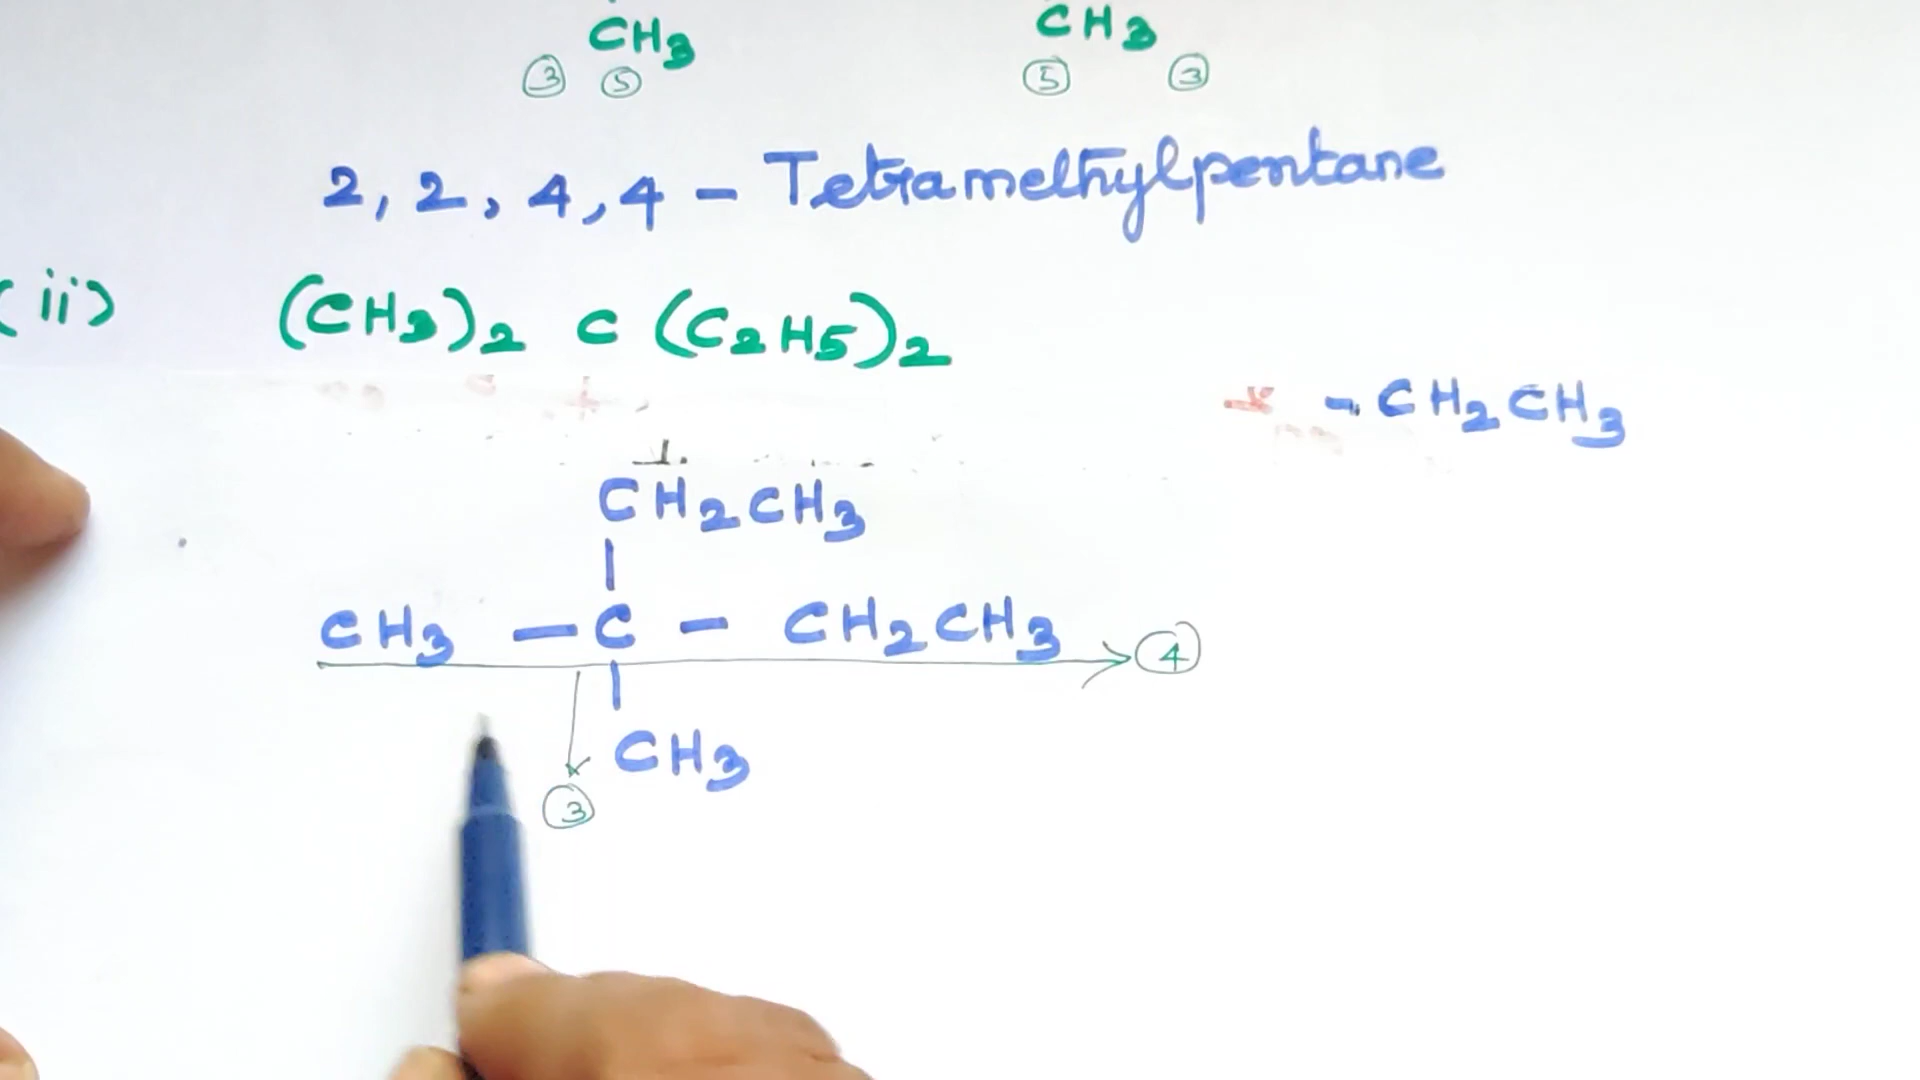 CH3 CH3
3 5 5 3
2, 2, 4, 4 - Tetramethylpentane
(ii) (CH3)2 C (C2H5)2
- CH2CH3
CH2CH3
|
CH3 - C - CH2CH3 4
|
CH3
3